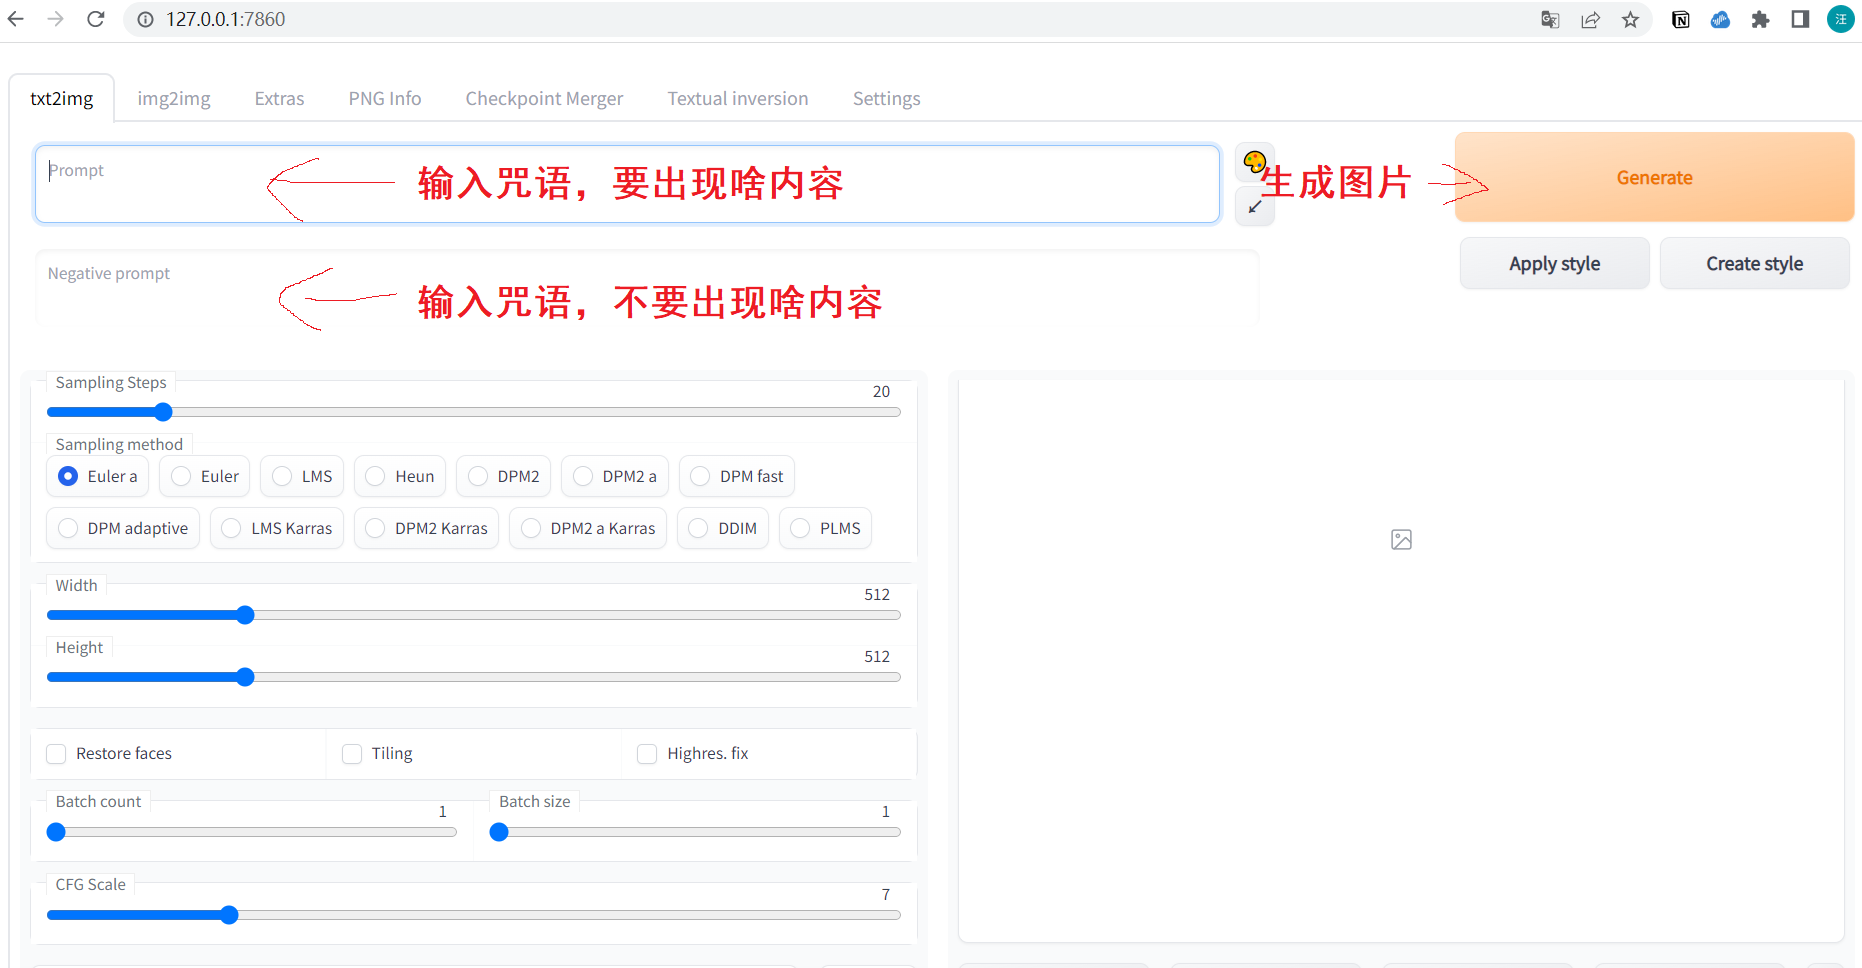 127.0.0.1:7860
汪
txt2img img2img Extras PNG Info Checkpoint Merger Textual inversion Settings
Prompt
输入咒语，要出现啥内容
生成图片
Generate
Negative prompt
输入咒语，不要出现啥内容
Apply style Create style
Sampling Steps
20
Sampling method
Euler a Euler LMS Heun DPM2 DPM2 a DPM fast
DPM adaptive LMS Karras DPM2 Karras DPM2 a Karras DDIM PLMS
Width
512
Height
512
Restore faces Tiling Highres. fix
Batch count 1 Batch size 1
CFG Scale
7